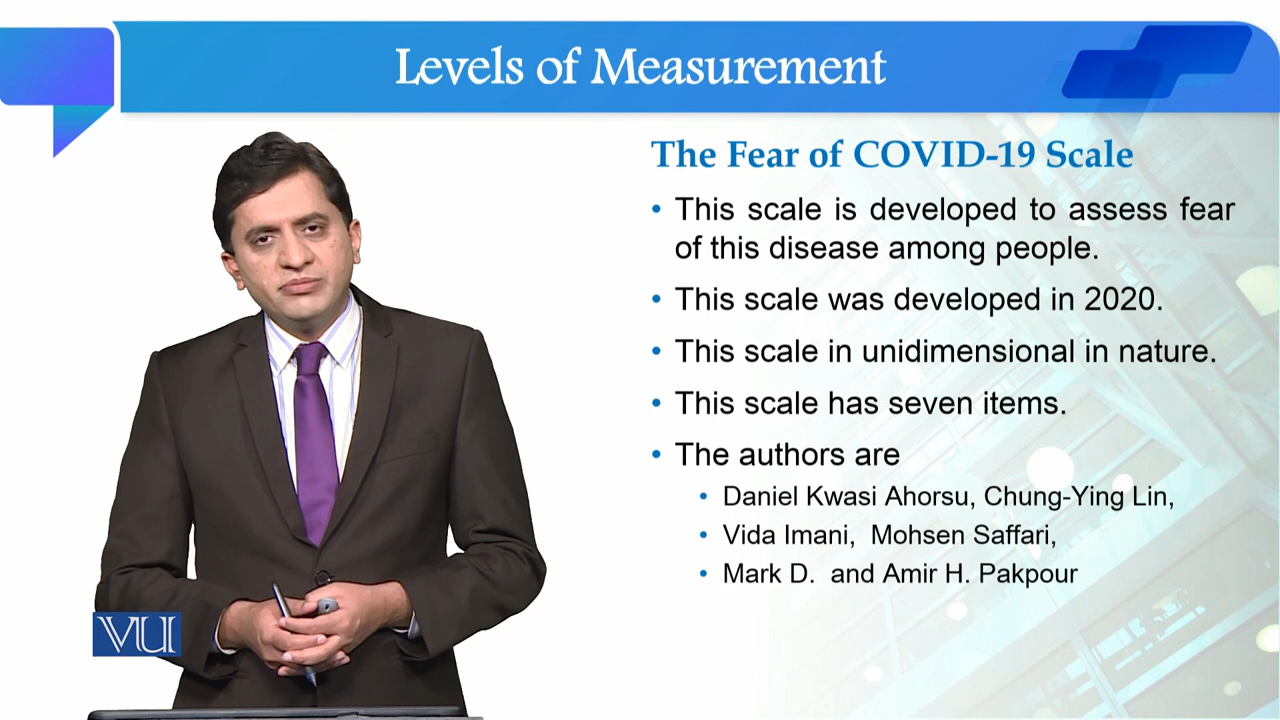 Levels of Measurement
The Fear of COVID-19 Scale
• This scale is developed to assess fear
of this disease among people.
• This scale was developed in 2020.
• This scale in unidimensional in nature.
• This scale has seven items.
• The authors are
• Daniel Kwasi Ahorsu, Chung-Ying Lin,
• Vida Imani, Mohsen Saffari,
• Mark D. and Amir H. Pakpour
VU